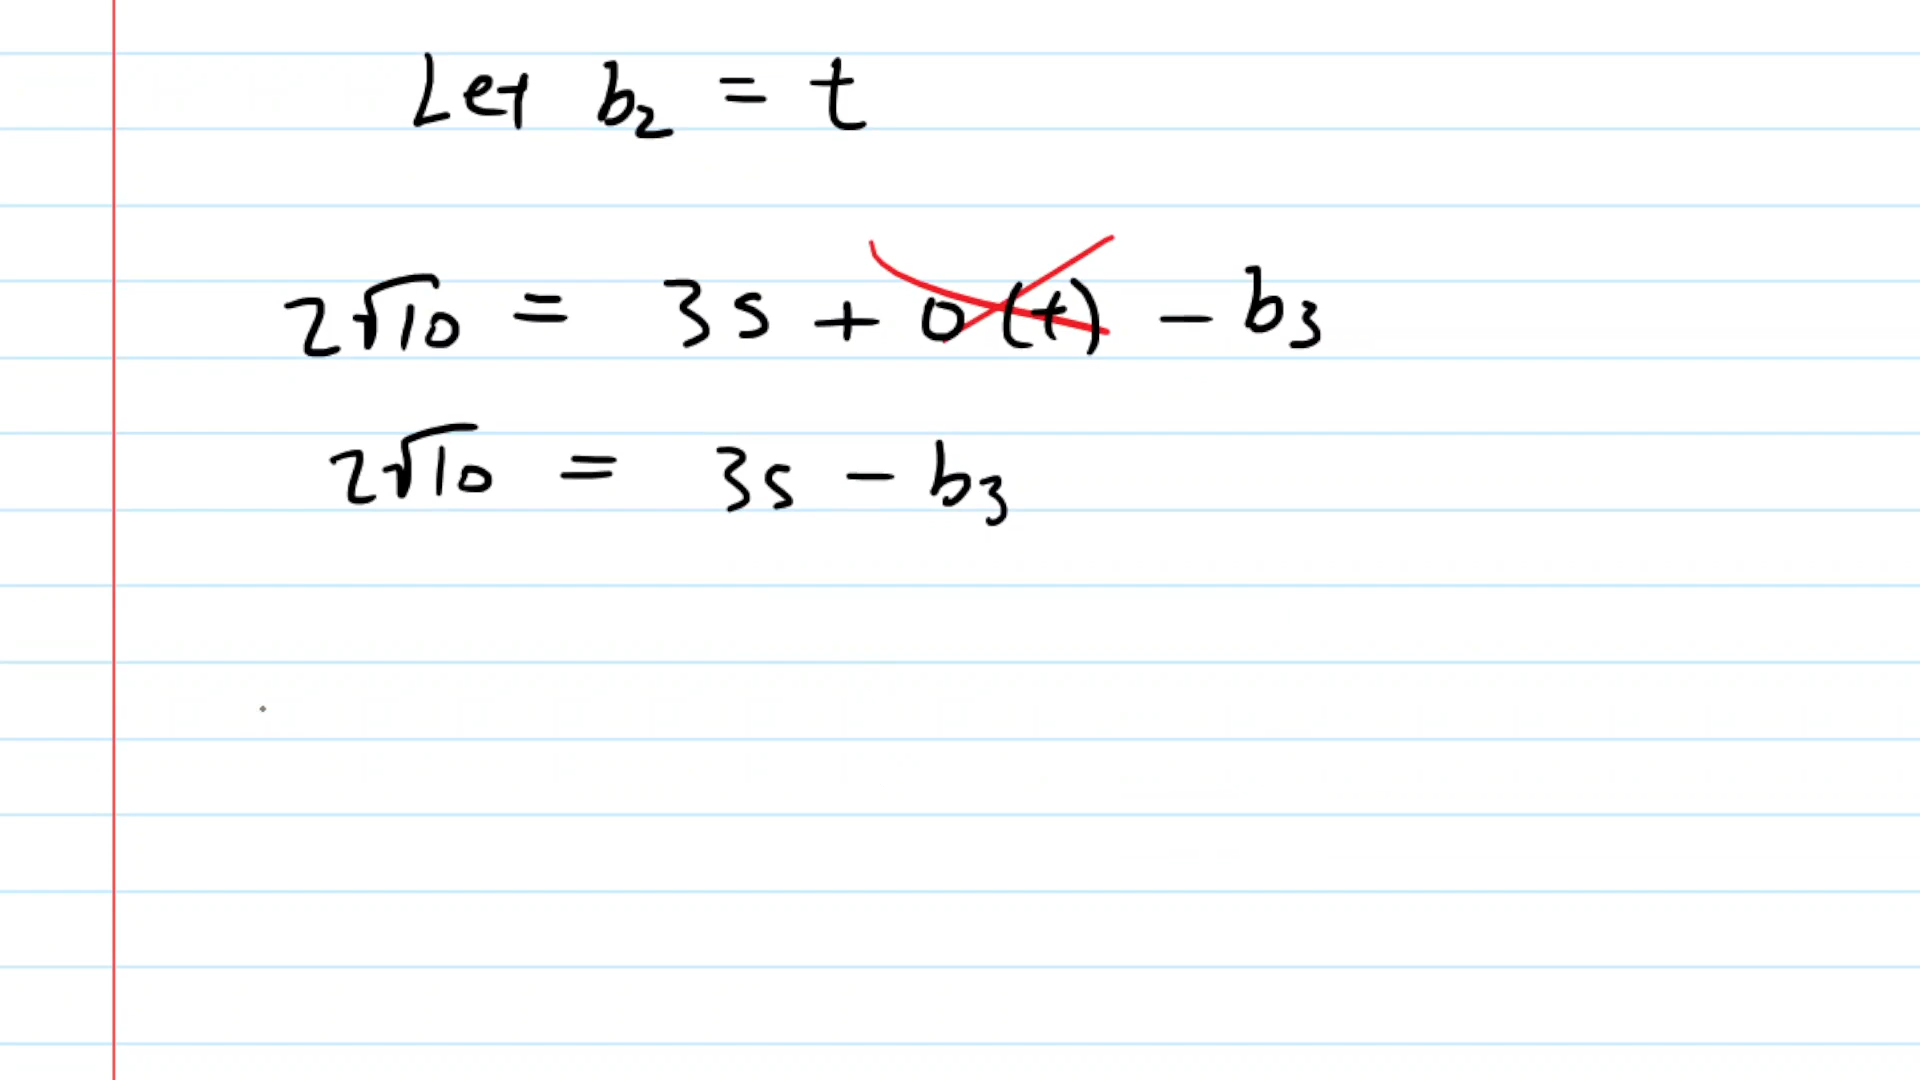 Let b₂ = t
2√10 = 3s + 0(t) - b₃
2√10 = 3s - b₃